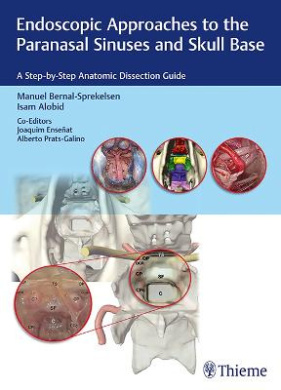 Endoscopic Approaches to the
Paranasal Sinuses and Skull Base
A Step-by-Step Anatomic Dissection Guide
Manuel Bernal-Sprekelsen
Isam Alobid
Co-Editors
Joaquim Enseñat
Alberto Prats-Galino
Thieme